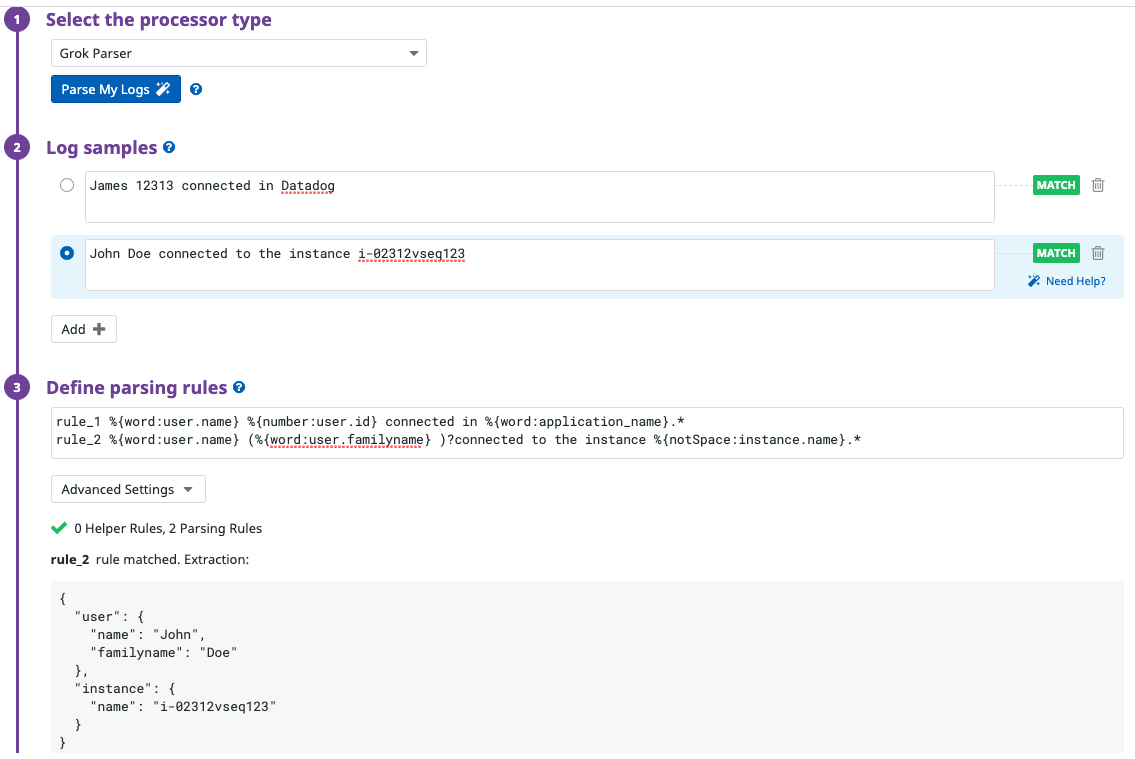 1 Select the processor type
Grok Parser
Parse My Logs ?
2 Log samples ?
James 12313 connected in Datadog
MATCH
John Doe connected to the instance i-02312vseq123
MATCH
Need Help?
Add
3 Define parsing rules ?
rule_1 %{word:user.name} %{number:user.id} connected in %{word:application_name}.*
rule_2 %{word:user.name} (%{word:user.familyname} )?connected to the instance %{notSpace:instance.name}.*
Advanced Settings
0 Helper Rules, 2 Parsing Rules
rule_2 rule matched. Extraction:
{
"user": {
"name": "John",
"familyname": "Doe"
},
"instance": {
"name": "i-02312vseq123"
}
}